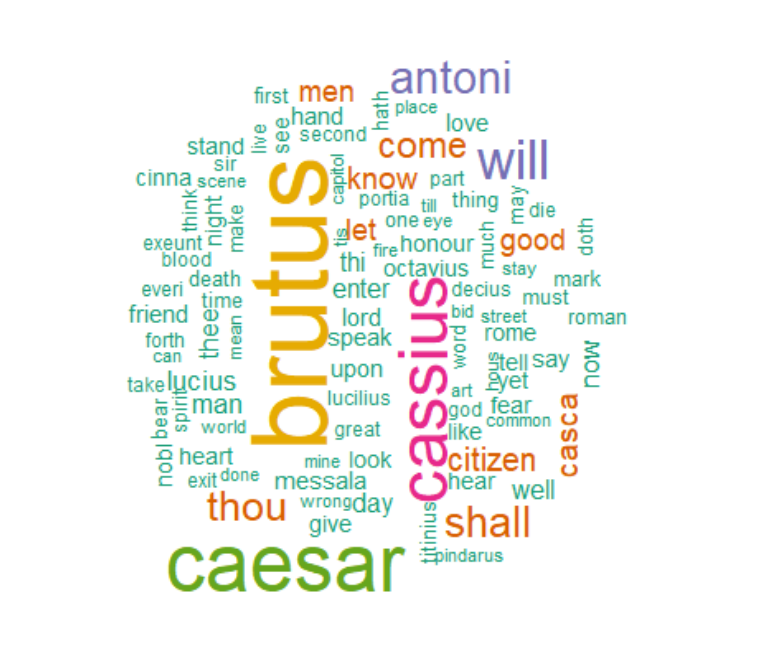 antoni
first
men
hath
place
hand
love
live
see
second
stand
come
will
sir
capitol
cinna
scene
brutus
know
part
think
night
portia
till
thing
may
die
make
tis
let
one
eye
exeunt
fire
honour
much
good
doth
blood
thi
octavius
stay
death
everi
time
enter
cassius
decius
mark
must
friend
thee
mean
lord
bid
street
roman
forth
speak
word
rome
can
upon
hous
tell
say
now
take
lucius
yet
spirit
lucilius
art
bear
man
god
fear
casca
world
great
like
common
nobl
heart
mine
look
citizen
exit
done
messala
hear
well
thou
wrong
day
give
titinius
shall
caesar
pindarus